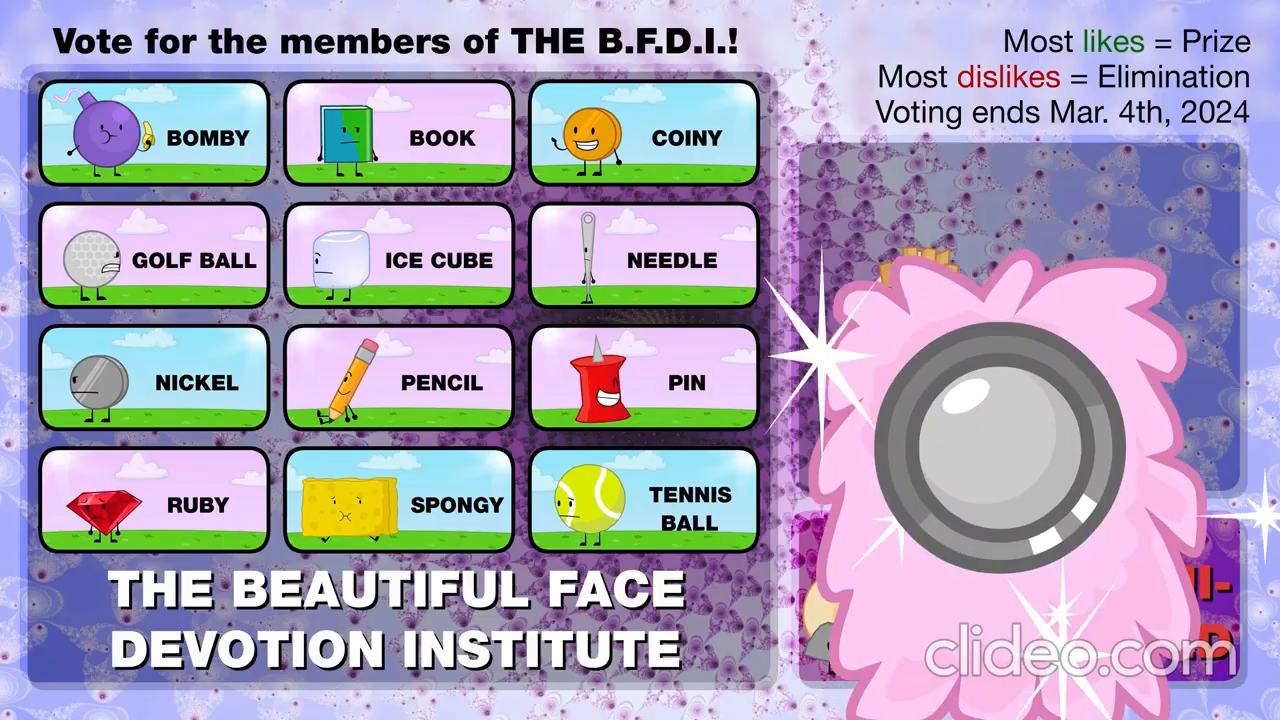 Vote for the members of THE B.F.D.I.!
Most likes = Prize
Most dislikes = Elimination
Voting ends Mar. 4th, 2024
BOMBY
BOOK
COINY
GOLF BALL
ICE CUBE
NEEDLE
NICKEL
PENCIL
PIN
RUBY
SPONGY
TENNIS
BALL
THE BEAUTIFUL FACE
DEVOTION INSTITUTE
clideo.com